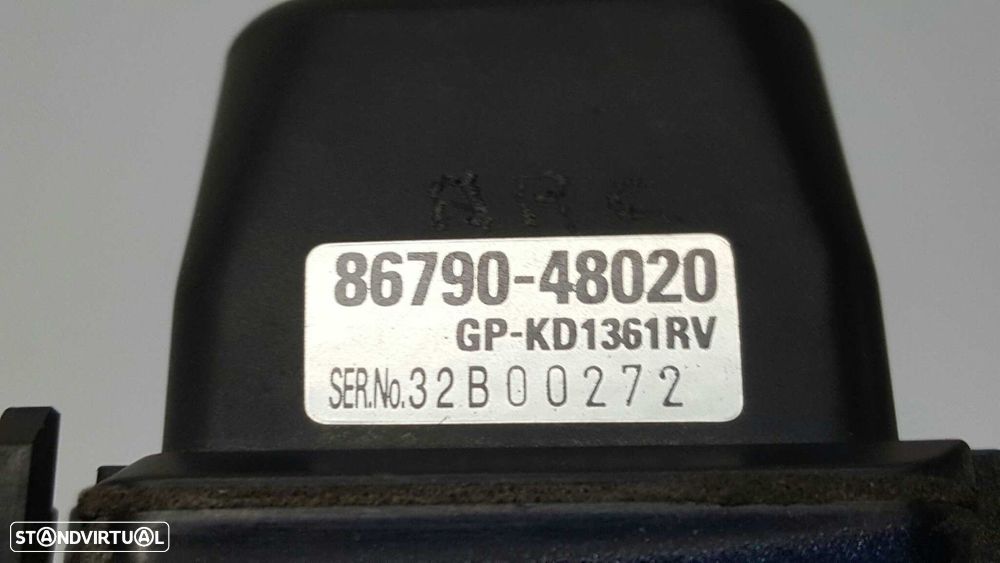 86790-48020
GP-KD1361RV
SER.No.32B00272
STANDVIRTUAL